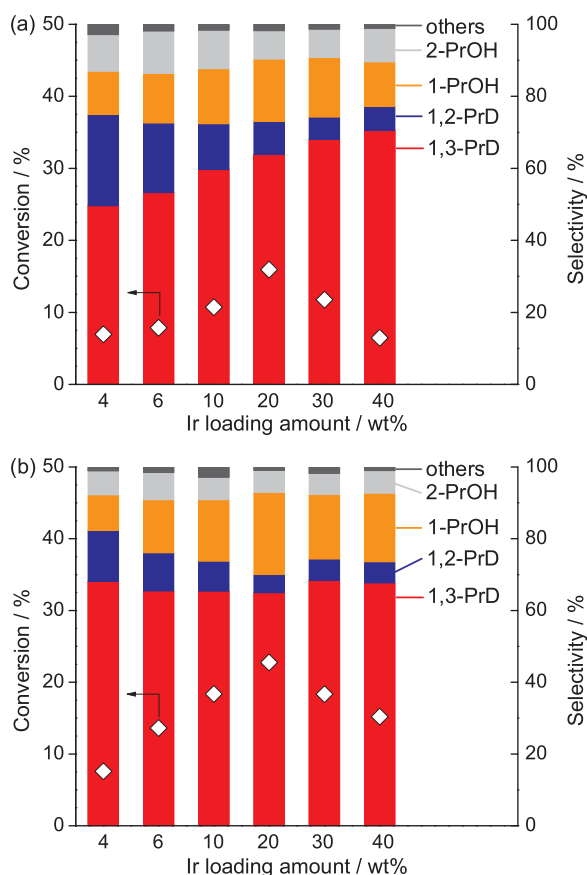 (a)
50
40
30
20
10
0
Conversion / %
100
80
60
40
20
0
Selectivity / %
others
2-PrOH
1-PrOH
1,2-PrD
1,3-PrD
4 6 10 20 30 40
Ir loading amount / wt%
(b)
50
40
30
20
10
0
Conversion / %
100
80
60
40
20
0
Selectivity / %
others
2-PrOH
1-PrOH
1,2-PrD
1,3-PrD
4 6 10 20 30 40
Ir loading amount / wt%